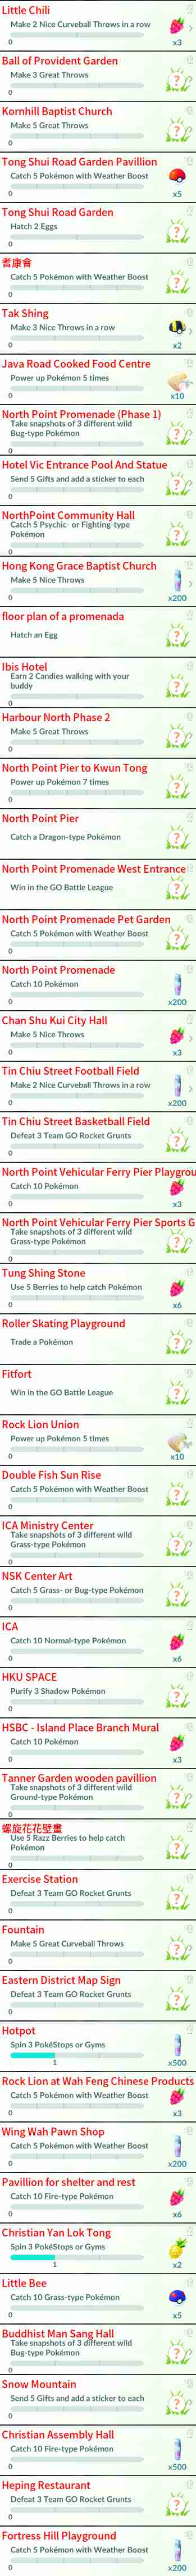 Little Chili
Make 2 Nice Curveball Throws in a row
0
x3
Ball of Provident Garden
Make 3 Great Throws
0
Kornhill Baptist Church
Make 5 Great Throws
0
Tong Shui Road Garden Pavillion
Catch 5 Pokémon with Weather Boost
0
x5
Tong Shui Road Garden
Hatch 2 Eggs
0
耆康會
Catch 5 Pokémon with Weather Boost
0
Tak Shing
Make 3 Nice Throws in a row
0
x2
Java Road Cooked Food Centre
Power up Pokémon 5 times
0
x10
North Point Promenade (Phase 1)
Take snapshots of 3 different wild
Bug-type Pokémon
0
Hotel Vic Entrance Pool And Statue
Send 5 Gifts and add a sticker to each
0
NorthPoint Community Hall
Catch 5 Psychic- or Fighting-type
Pokémon
0
Hong Kong Grace Baptist Church
Make 5 Nice Throws
0
x200
floor plan of a promenada
Hatch an Egg
Ibis Hotel
Earn 2 Candies walking with your
buddy
0
Harbour North Phase 2
Make 5 Great Throws
0
North Point Pier to Kwun Tong
Power up Pokémon 7 times
0
North Point Pier
Catch a Dragon-type Pokémon
North Point Promenade West Entrance
Win in the GO Battle League
North Point Promenade Pet Garden
Catch 5 Pokémon with Weather Boost
0
North Point Promenade
Catch 10 Pokémon
0
x200
Chan Shu Kui City Hall
Make 5 Nice Throws
0
x3
Tin Chiu Street Football Field
Make 2 Nice Curveball Throws in a row
0
x200
Tin Chiu Street Basketball Field
Defeat 3 Team GO Rocket Grunts
0
North Point Vehicular Ferry Pier Playgrou
Catch 10 Pokémon
0
x3
North Point Vehicular Ferry Pier Sports G
Take snapshots of 3 different wild
Grass-type Pokémon
0
Tung Shing Stone
Use 5 Berries to help catch Pokémon
0
x6
Roller Skating Playground
Trade a Pokémon
Fitfort
Win in the GO Battle League
Rock Lion Union
Power up Pokémon 5 times
0
x10
Double Fish Sun Rise
Catch 5 Pokémon with Weather Boost
0
ICA Ministry Center
Take snapshots of 3 different wild
Grass-type Pokémon
0
NSK Center Art
Catch 5 Grass- or Bug-type Pokémon
0
ICA
Catch 10 Normal-type Pokémon
0
x6
HKU SPACE
Purify 3 Shadow Pokémon
0
HSBC - Island Place Branch Mural
Catch 10 Pokémon
0
x3
Tanner Garden wooden pavillion
Take snapshots of 3 different wild
Ground-type Pokémon
0
螺旋花花壁畫
Use 5 Razz Berries to help catch
Pokémon
0
Exercise Station
Defeat 3 Team GO Rocket Grunts
0
Fountain
Make 5 Great Curveball Throws
0
Eastern District Map Sign
Defeat 3 Team GO Rocket Grunts
0
Hotpot
Spin 3 PokéStops or Gyms
1
x500
Rock Lion at Wah Feng Chinese Products
Catch 5 Pokémon with Weather Boost
0
x3
Wing Wah Pawn Shop
Catch 5 Pokémon with Weather Boost
0
x200
Pavillion for shelter and rest
Catch 10 Fire-type Pokémon
0
x6
Christian Yan Lok Tong
Spin 3 PokéStops or Gyms
1
x2
Little Bee
Catch 10 Grass-type Pokémon
0
x5
Buddhist Man Sang Hall
Take snapshots of 3 different wild
Bug-type Pokémon
0
Snow Mountain
Send 5 Gifts and add a sticker to each
0
Christian Assembly Hall
Catch 10 Fire-type Pokémon
0
x500
Heping Restaurant
Defeat 3 Team GO Rocket Grunts
0
Fortress Hill Playground
Catch 5 Pokémon with Weather Boost
0
x200